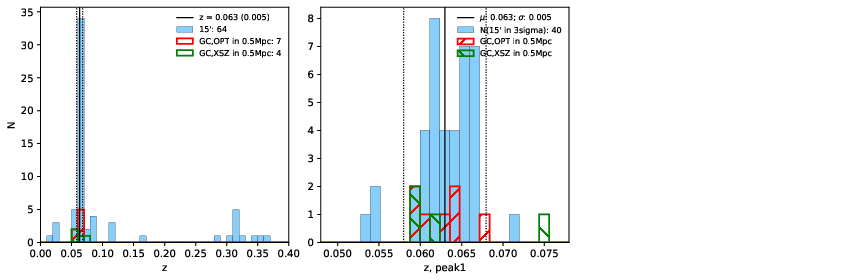 z = 0.063 (0.005)
15': 64
GC,OPT in 0.5Mpc: 7
GC,XSZ in 0.5Mpc: 4
35
30
25
20
15
10
5
0
N
0.00 0.05 0.10 0.15 0.20 0.25 0.30 0.35 0.40
z
μ: 0.063; σ: 0.005
N(15' in 3sigma): 40
GC,OPT in 0.5Mpc
GC,XSZ in 0.5Mpc
8
7
6
5
4
3
2
1
0
0.050 0.055 0.060 0.065 0.070 0.075
z, peak1